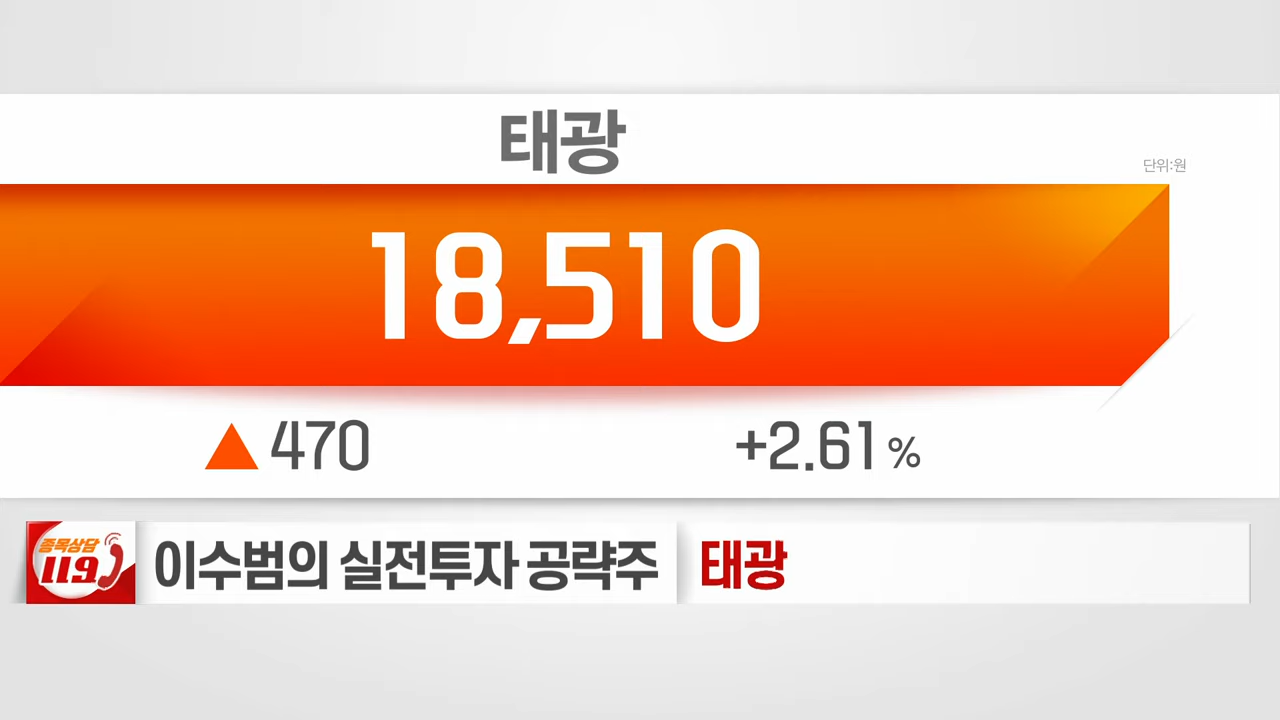 태광
단위:원
18,510
▲470
+2.61 %
종목상담
119
이수범의 실전투자 공략주
태광